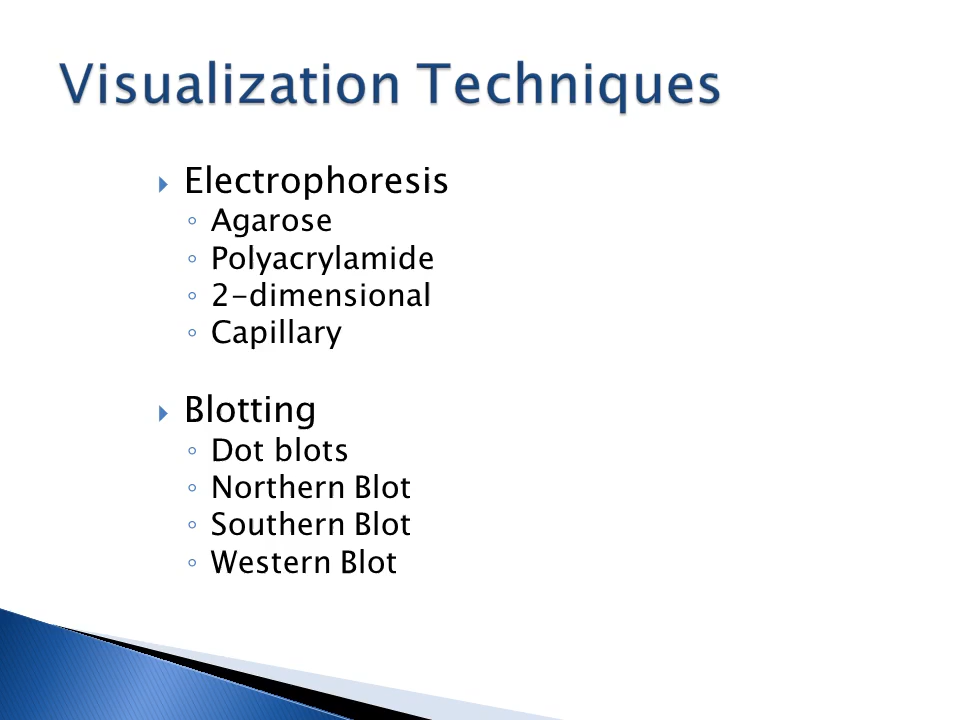 Visualization Techniques
Electrophoresis
Agarose
Polyacrylamide
2-dimensional
Capillary
Blotting
Dot blots
Northern Blot
Southern Blot
Western Blot